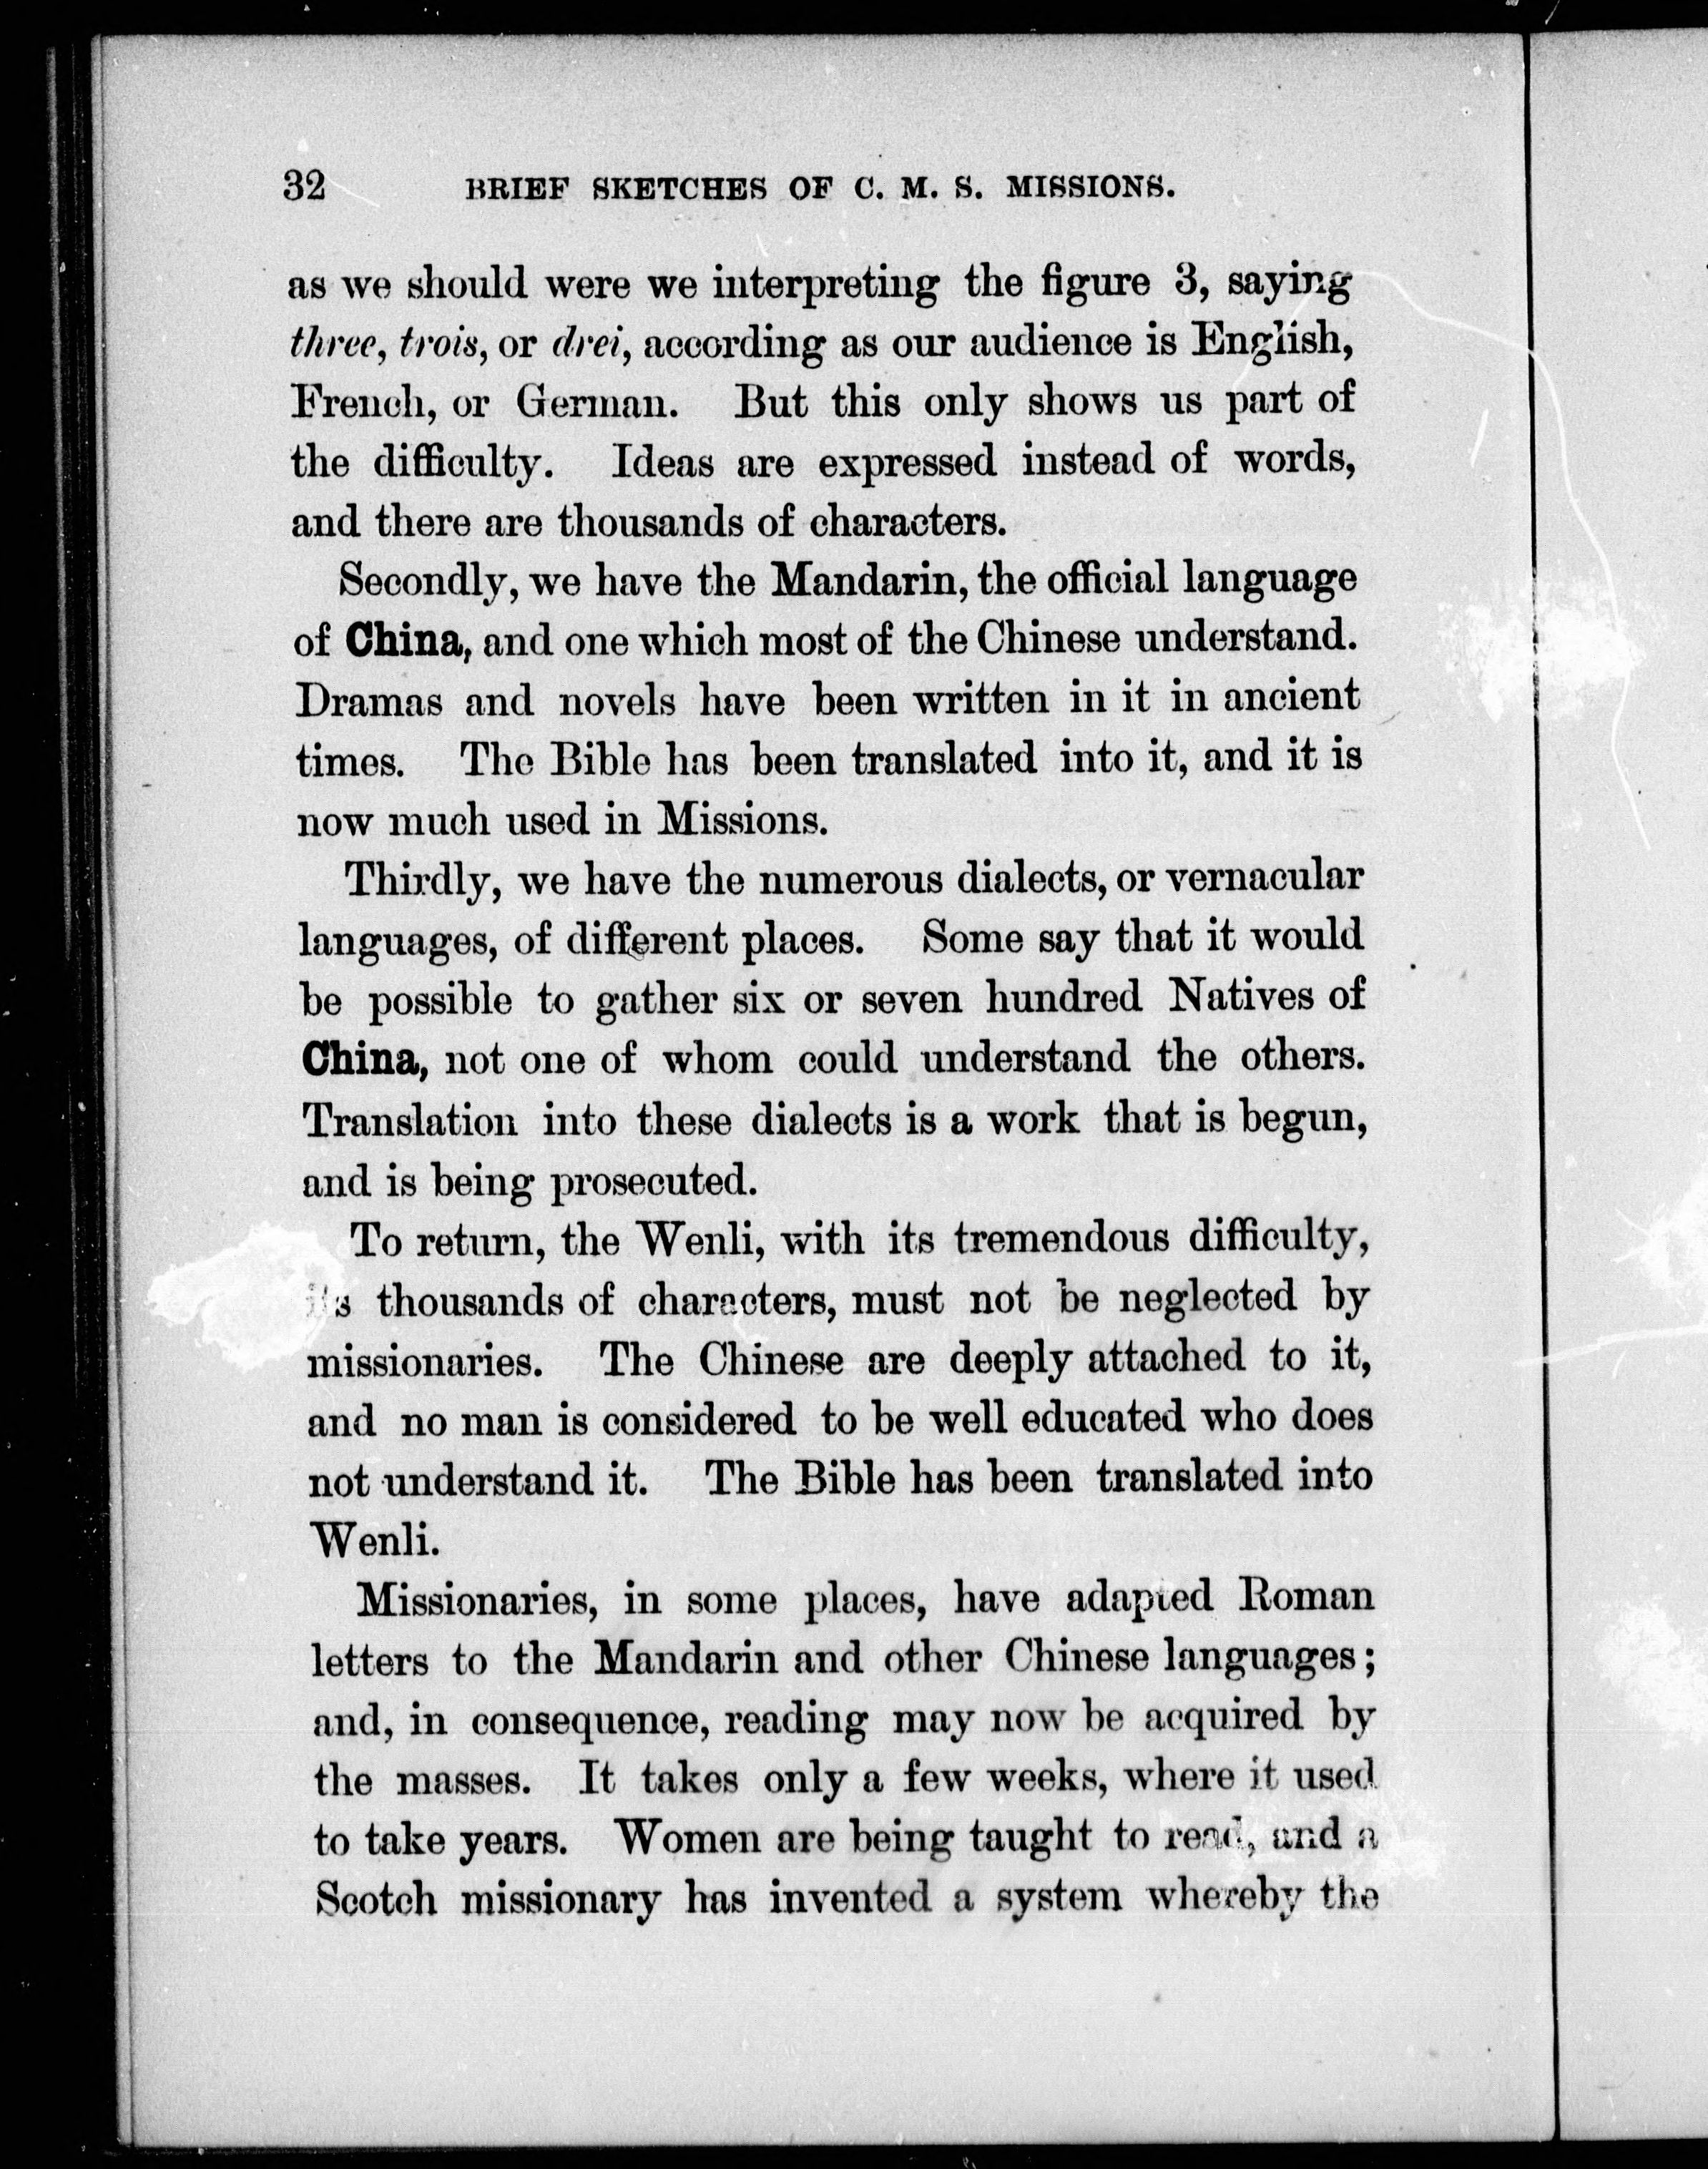 32 BRIEF SKETCHES OF C. M. S. MISSIONS.
as we should were we interpreting the figure 3, saying
three, trois, or drei, according as our audience is English,
French, or German. But this only shows us part of
the difficulty. Ideas are expressed instead of words,
and there are thousands of characters.
Secondly, we have the Mandarin, the official language
of China, and one which most of the Chinese understand.
Dramas and novels have been written in it in ancient
times. The Bible has been translated into it, and it is
now much used in Missions.
Thirdly, we have the numerous dialects, or vernacular
languages, of different places. Some say that it would
be possible to gather six or seven hundred Natives of
China, not one of whom could understand the others.
Translation into these dialects is a work that is begun,
and is being prosecuted.
To return, the Wenli, with its tremendous difficulty,
its thousands of characters, must not be neglected by
missionaries. The Chinese are deeply attached to it,
and no man is considered to be well educated who does
not understand it. The Bible has been translated into
Wenli.
Missionaries, in some places, have adapted Roman
letters to the Mandarin and other Chinese languages;
and, in consequence, reading may now be acquired by
the masses. It takes only a few weeks, where it used
to take years. Women are being taught to read, and a
Scotch missionary has invented a system whereby the